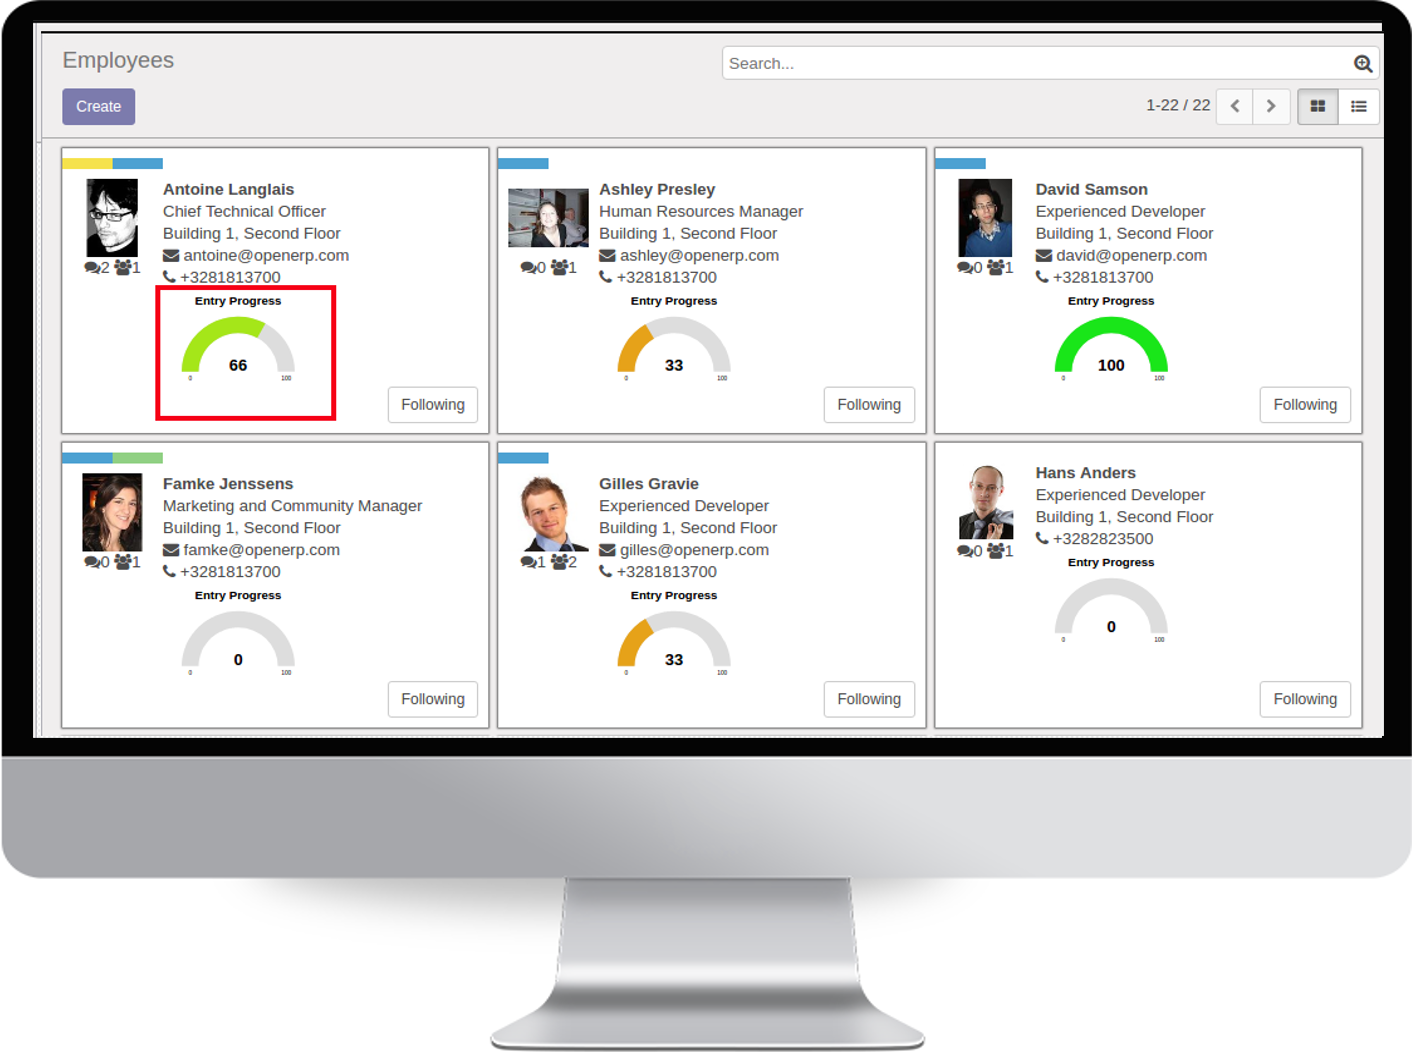 Employees
Search...
Create
1-22 / 22
Antoine Langlais
Chief Technical Officer
Building 1, Second Floor
antoine@openerp.com
2 1
+3281813700
Entry Progress
66
0 100
Following
Ashley Presley
Human Resources Manager
Building 1, Second Floor
ashley@openerp.com
0 1
+3281813700
Entry Progress
33
0 100
Following
David Samson
Experienced Developer
Building 1, Second Floor
david@openerp.com
0 1
+3281813700
Entry Progress
100
0 100
Following
Famke Jenssens
Marketing and Community Manager
Building 1, Second Floor
famke@openerp.com
0 1
+3281813700
Entry Progress
0
0 100
Following
Gilles Gravie
Experienced Developer
Building 1, Second Floor
gilles@openerp.com
1 2
+3281813700
Entry Progress
33
0 100
Following
Hans Anders
Experienced Developer
Building 1, Second Floor
+3282823500
0 1
Entry Progress
0
0 100
Following